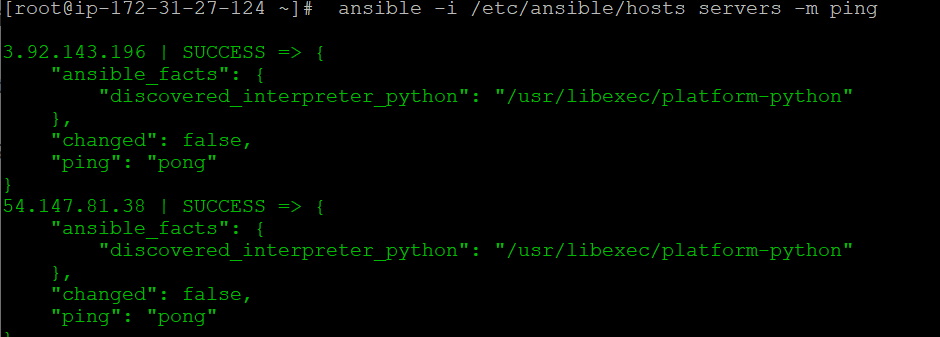 [root@ip-172-31-27-124 ~]#  ansible -i /etc/ansible/hosts servers -m ping
3.92.143.196 | SUCCESS => {
    "ansible_facts": {
        "discovered_interpreter_python": "/usr/libexec/platform-python"
    },
    "changed": false,
    "ping": "pong"
}
54.147.81.38 | SUCCESS => {
    "ansible_facts": {
        "discovered_interpreter_python": "/usr/libexec/platform-python"
    },
    "changed": false,
    "ping": "pong"
}